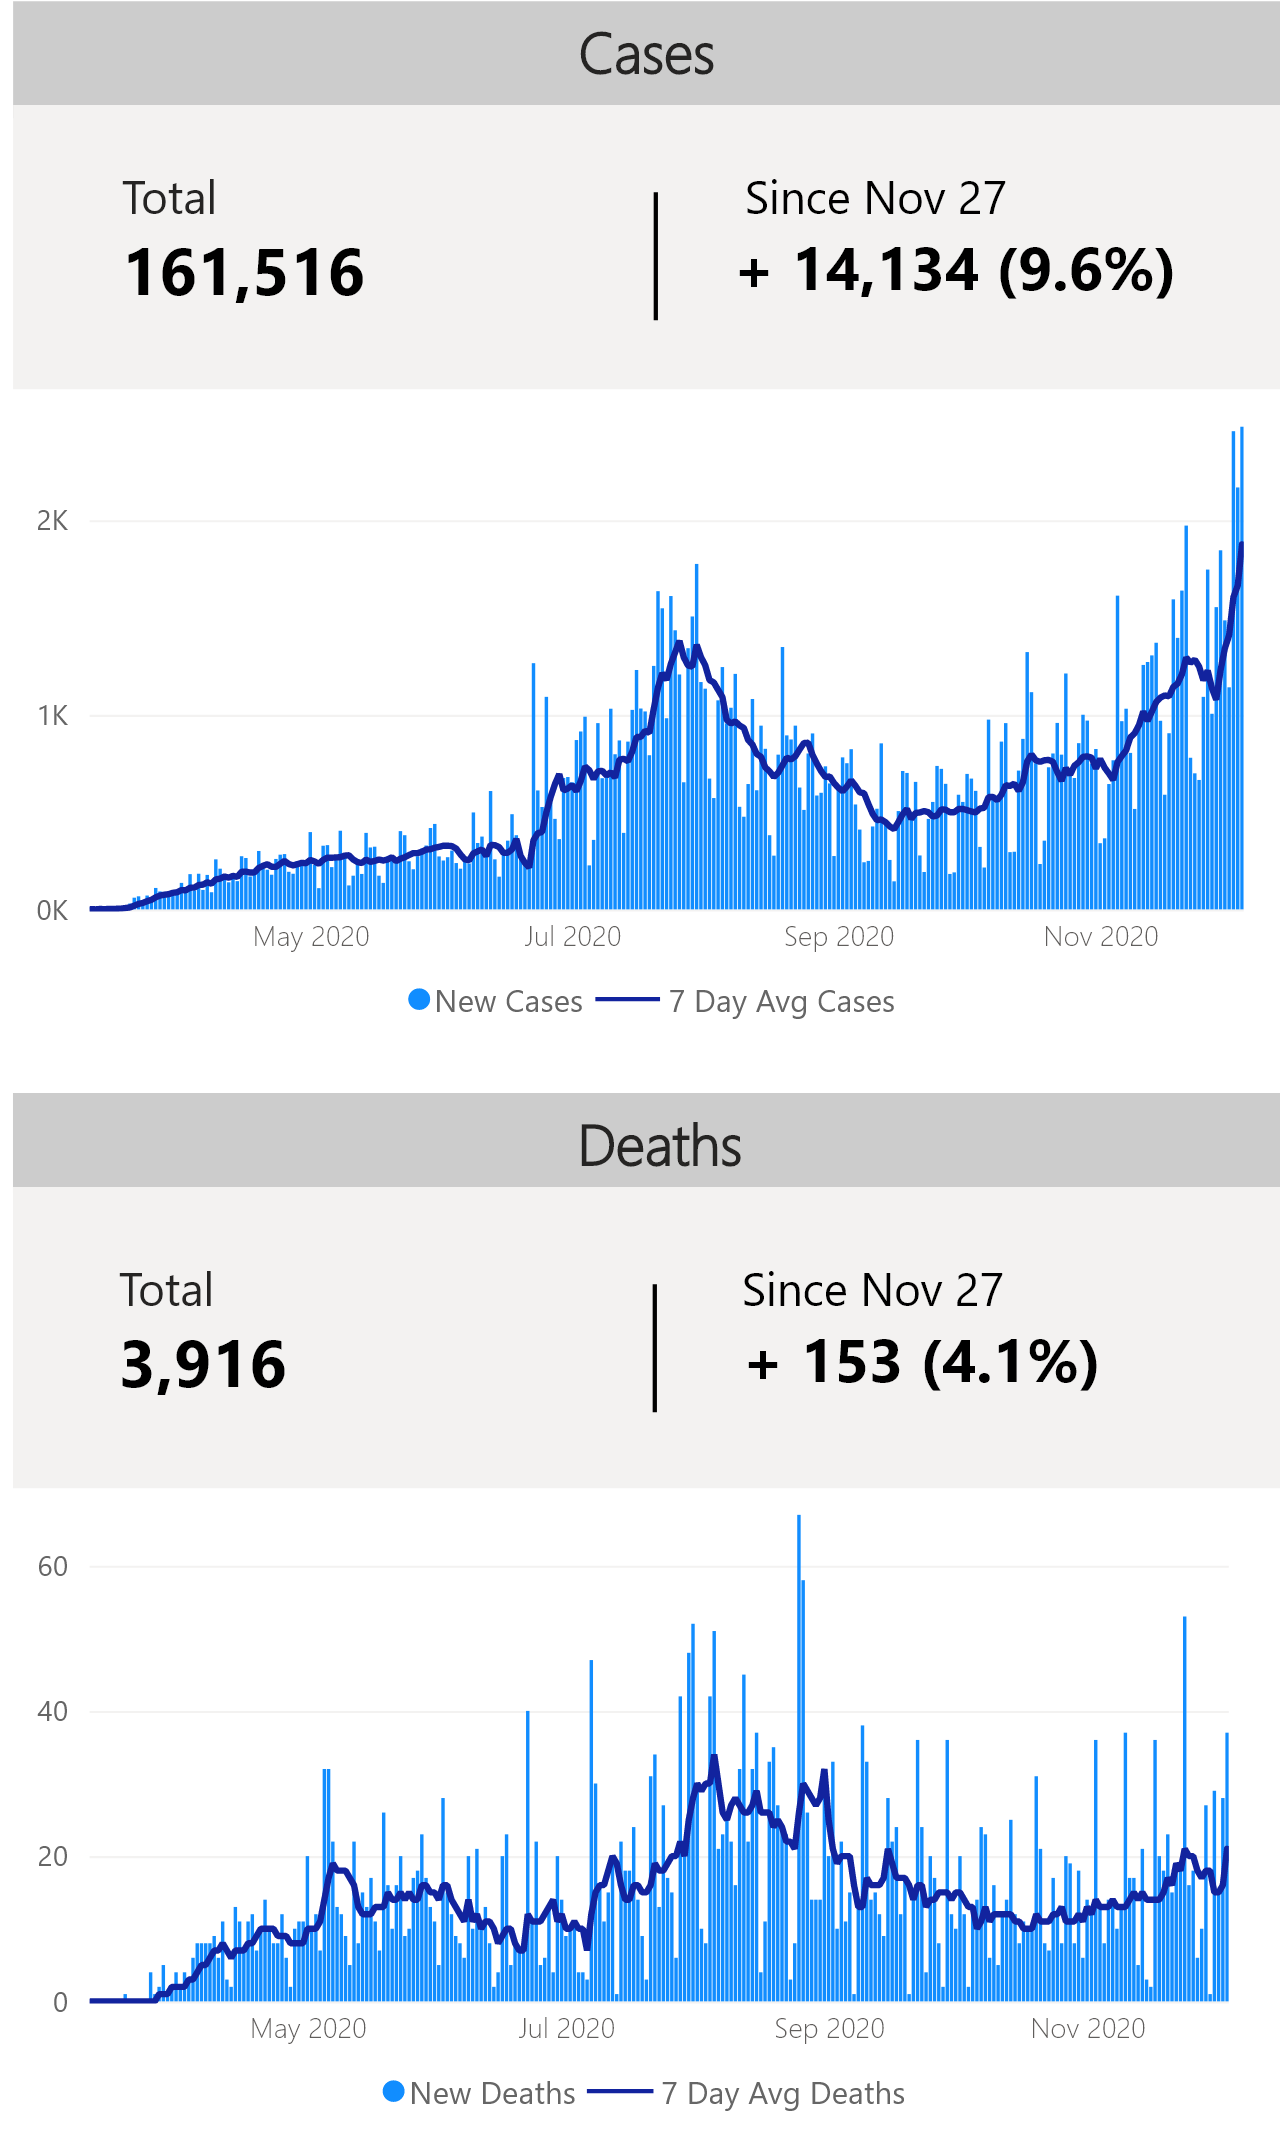 Cases
Total
Since Nov 27
161,516
+ 14,134 (9.6%)
2K
1K
0K
May 2020
Jul 2020
Sep 2020
Nov 2020
New Cases
7 Day Avg Cases
Deaths
Total
Since Nov 27
3,916
+ 153 (4.1%)
60
40
20
0
May 2020
Jul 2020
Sep 2020
Nov 2020
New Deaths
7 Day Avg Deaths